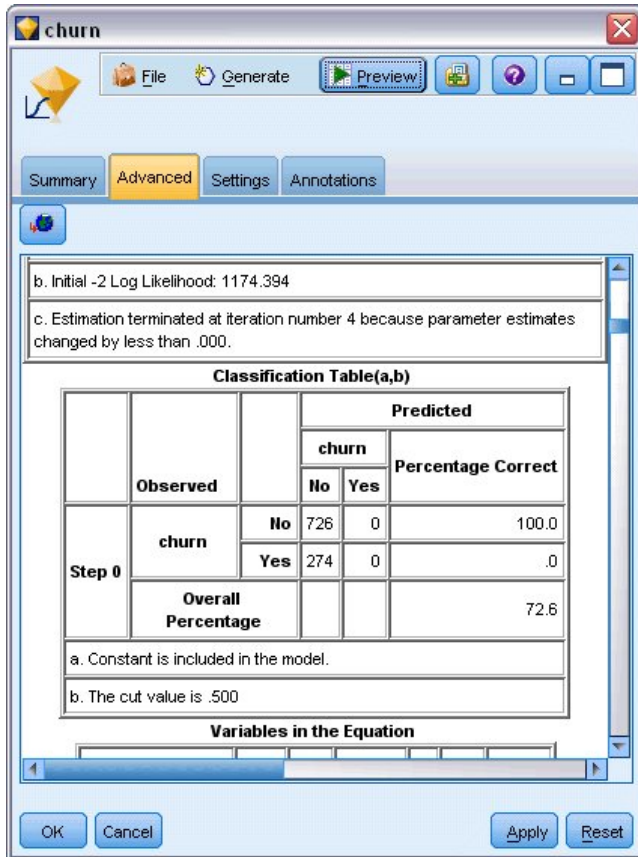 churn
File Generate Preview
Summary Advanced Settings Annotations
b. Initial -2 Log Likelihood: 1174.394
c. Estimation terminated at iteration number 4 because parameter estimates
changed by less than .000.
Classification Table(a,b)
Predicted
churn
Percentage Correct
Observed
No Yes
Step 0
churn
No 726 0 100.0
Yes 274 0 .0
Overall
Percentage
72.6
a. Constant is included in the model.
b. The cut value is .500
Variables in the Equation
OK Cancel Apply Reset